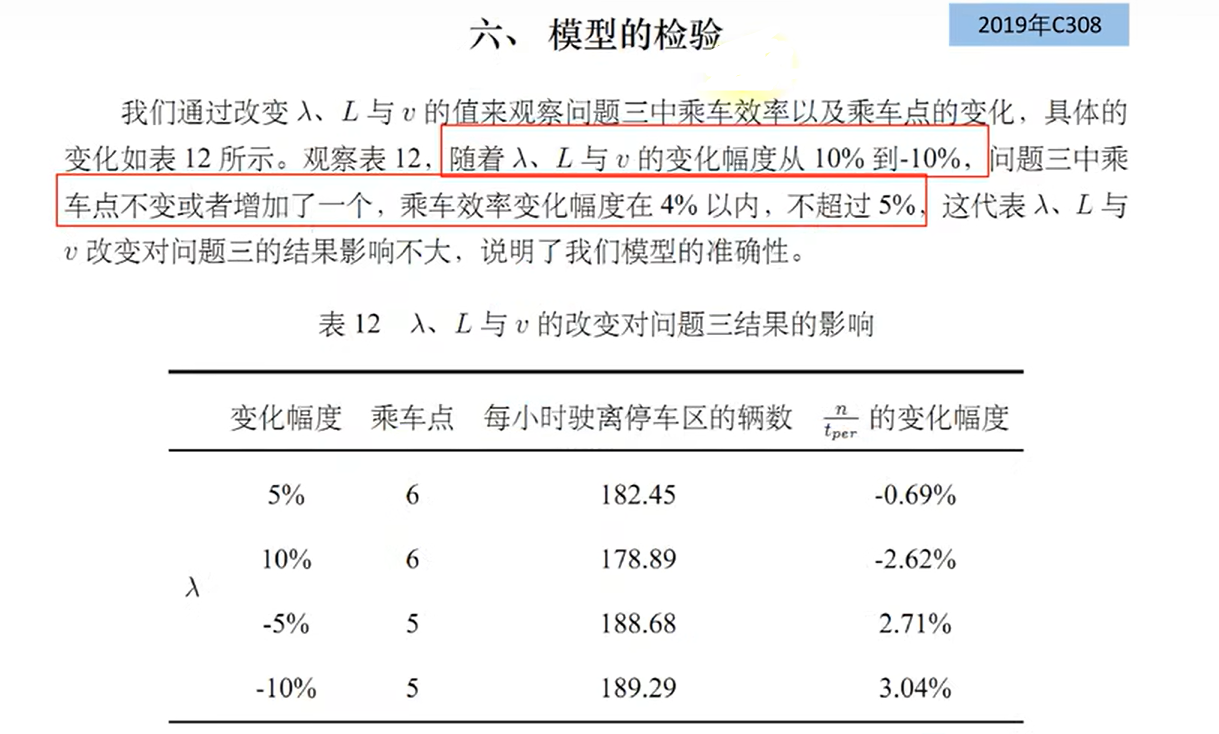 六、 模型的检验
2019年C308
我们通过改变 λ、L 与 v 的值来观察问题三中乘车效率以及乘车点的变化，具体的
变化如表 12 所示。观察表 12，随着 λ、L 与 v 的变化幅度从 10% 到-10%，问题三中乘
车点不变或者增加了一个，乘车效率变化幅度在 4% 以内，不超过 5%，这代表 λ、L 与
v 改变对问题三的结果影响不大，说明了我们模型的准确性。
表 12 λ、L 与 v 的改变对问题三结果的影响
变化幅度 乘车点 每小时驶离停车区的辆数 n/t_per 的变化幅度
5% 6 182.45 -0.69%
10% 6 178.89 -2.62%
λ
-5% 5 188.68 2.71%
-10% 5 189.29 3.04%